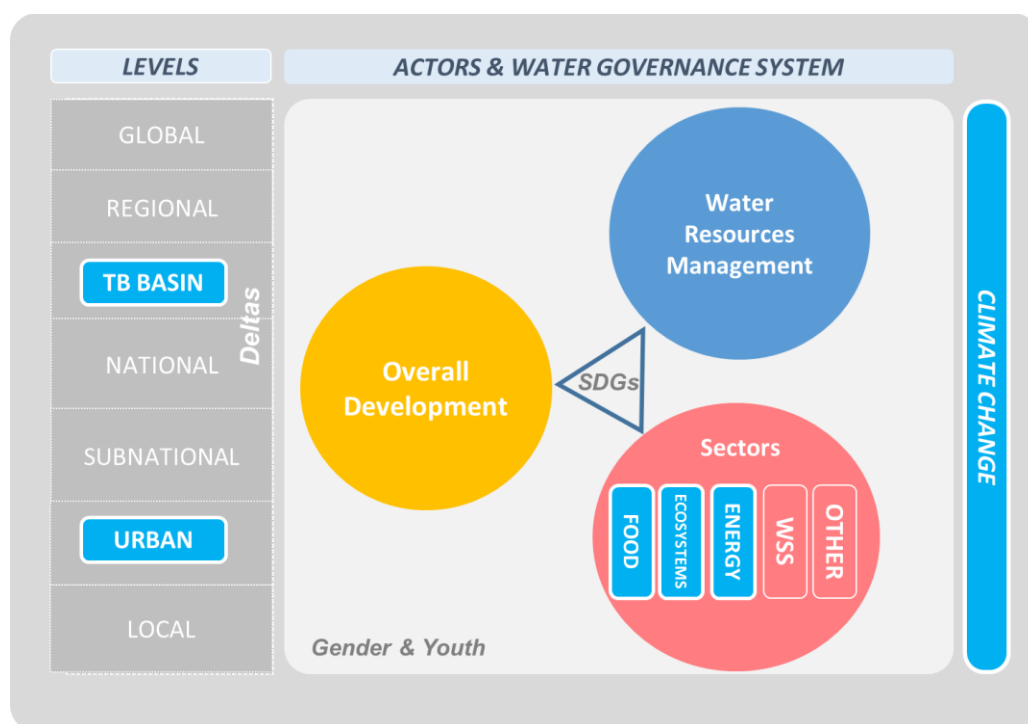 LEVELS
ACTORS & WATER GOVERNANCE SYSTEM
GLOBAL
REGIONAL
TB BASIN
NATIONAL
SUBNATIONAL
URBAN
LOCAL
Deltas
Water
Resources
Management
Overall
Development
SDGs
Sectors
FOOD
ECOSYSTEMS
ENERGY
WSS
OTHER
Gender & Youth
CLIMATE CHANGE